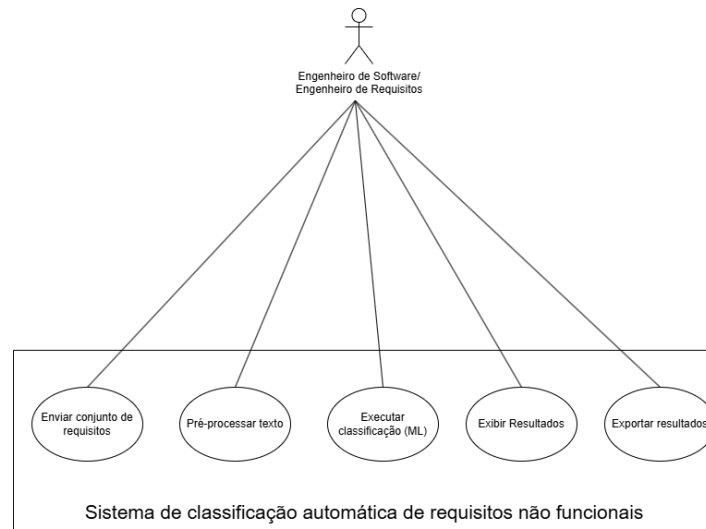 Engenheiro de Software/
Engenheiro de Requisitos
Enviar conjunto de
requisitos
Pré-processar texto
Executar
classificação (ML)
Exibir Resultados
Exportar resultados
Sistema de classificação automática de requisitos não funcionais